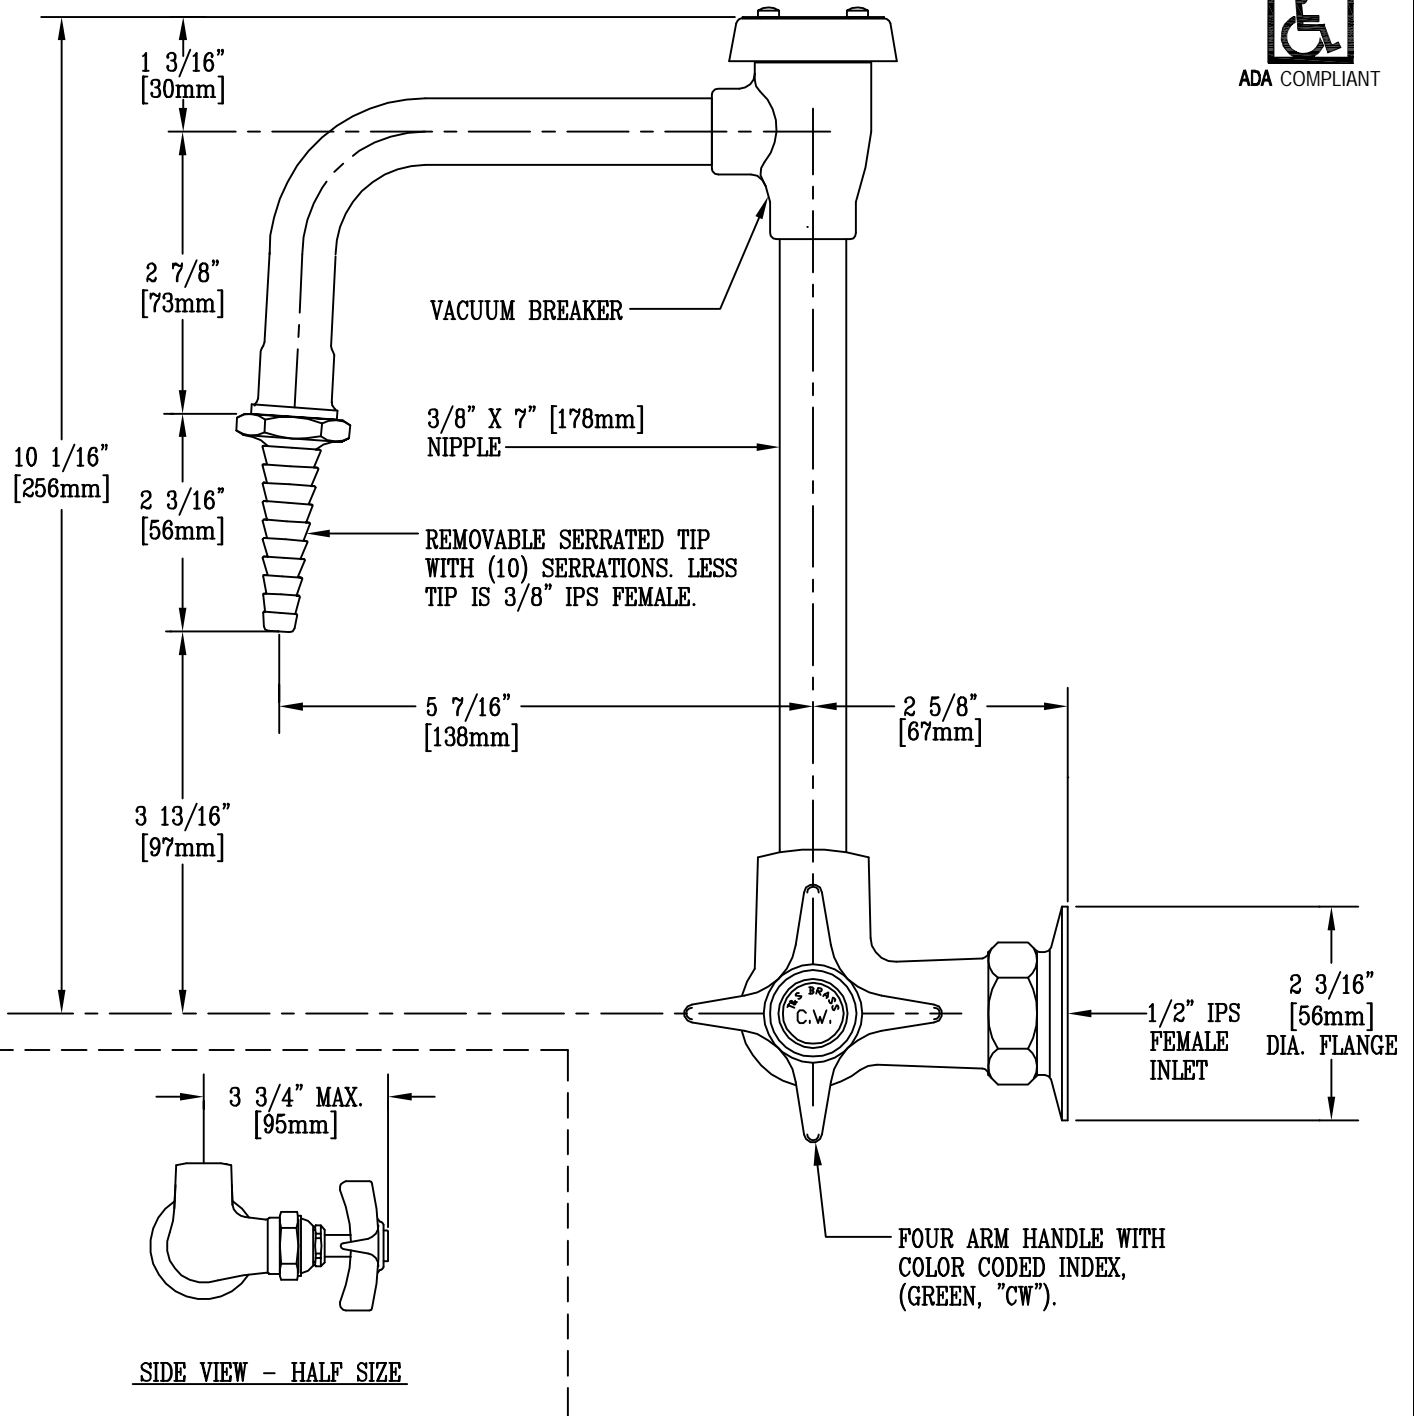 ADA COMPLIANT
1 3/16"
[30mm]
2 7/8"
[73mm]
VACUUM BREAKER
3/8" X 7" [178mm]
NIPPLE
10 1/16"
[256mm]
2 3/16"
[56mm]
REMOVABLE SERRATED TIP
WITH (10) SERRATIONS. LESS
TIP IS 3/8" IPS FEMALE.
5 7/16"
[138mm]
2 5/8"
[67mm]
3 13/16"
[97mm]
T&S BRASS
C.W.
1/2" IPS
FEMALE
INLET
2 3/16"
[56mm]
DIA. FLANGE
3 3/4" MAX.
[95mm]
FOUR ARM HANDLE WITH
COLOR CODED INDEX,
(GREEN, "CW").
SIDE VIEW - HALF SIZE